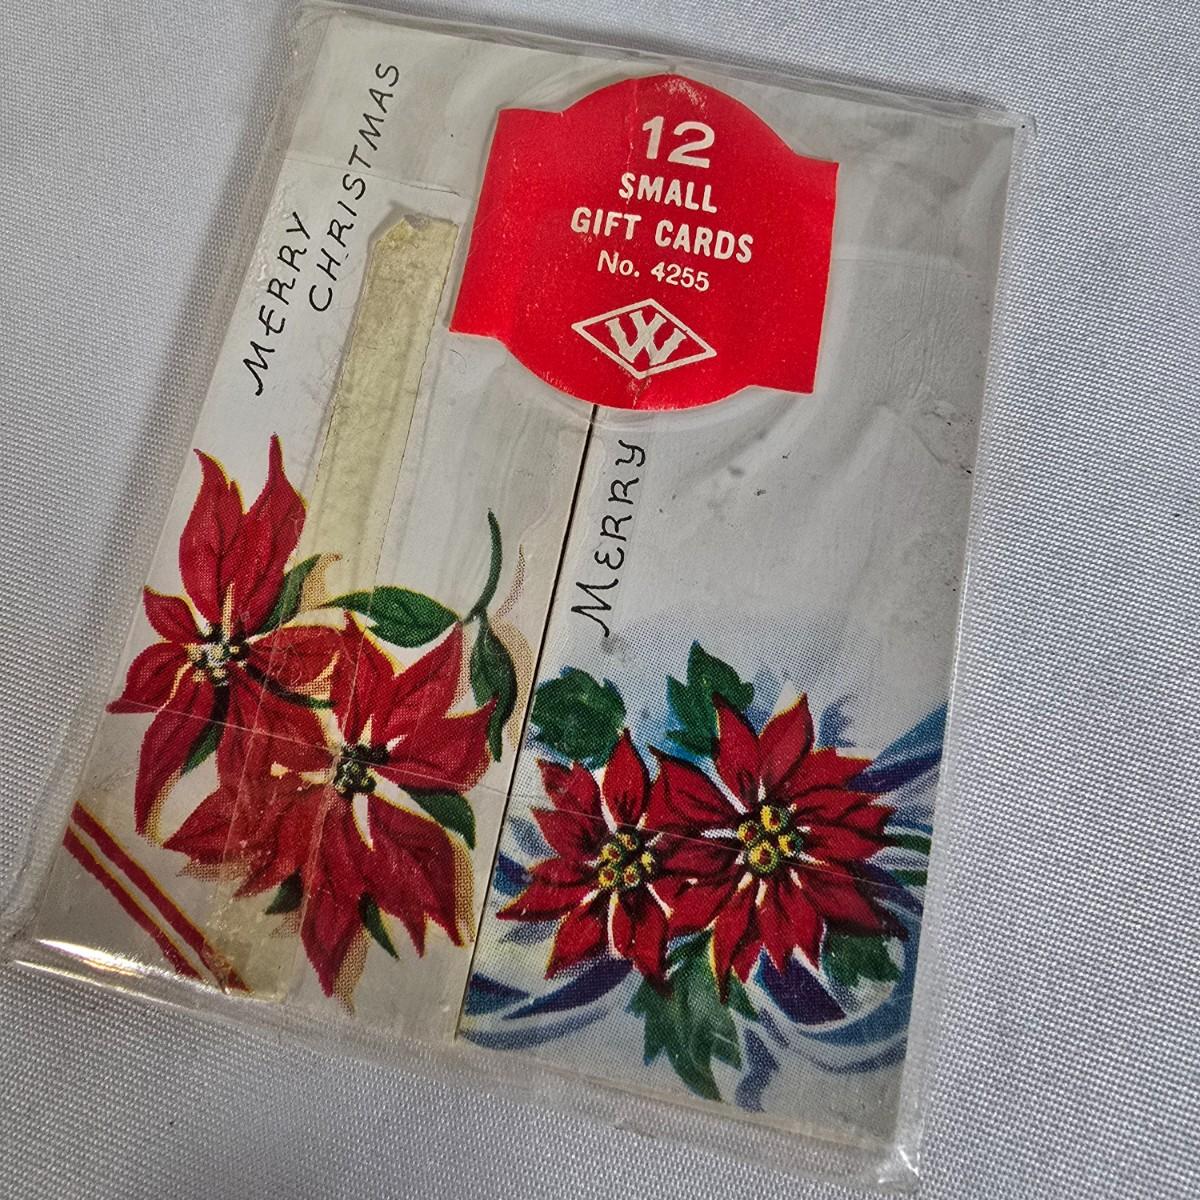 MERRY
CHRISTMAS
12
SMALL
GIFT CARDS
No. 4255
W
MERRY